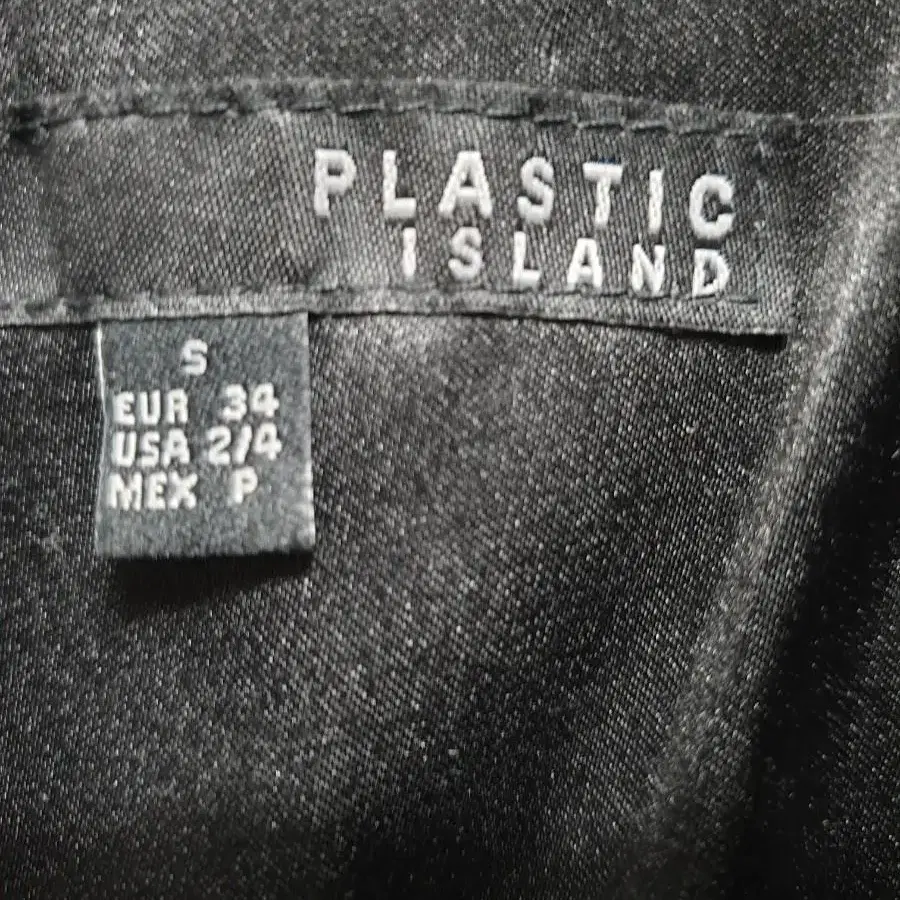 PLASTIC
ISLAND
S
EUR 34
USA 2/4
MEX P